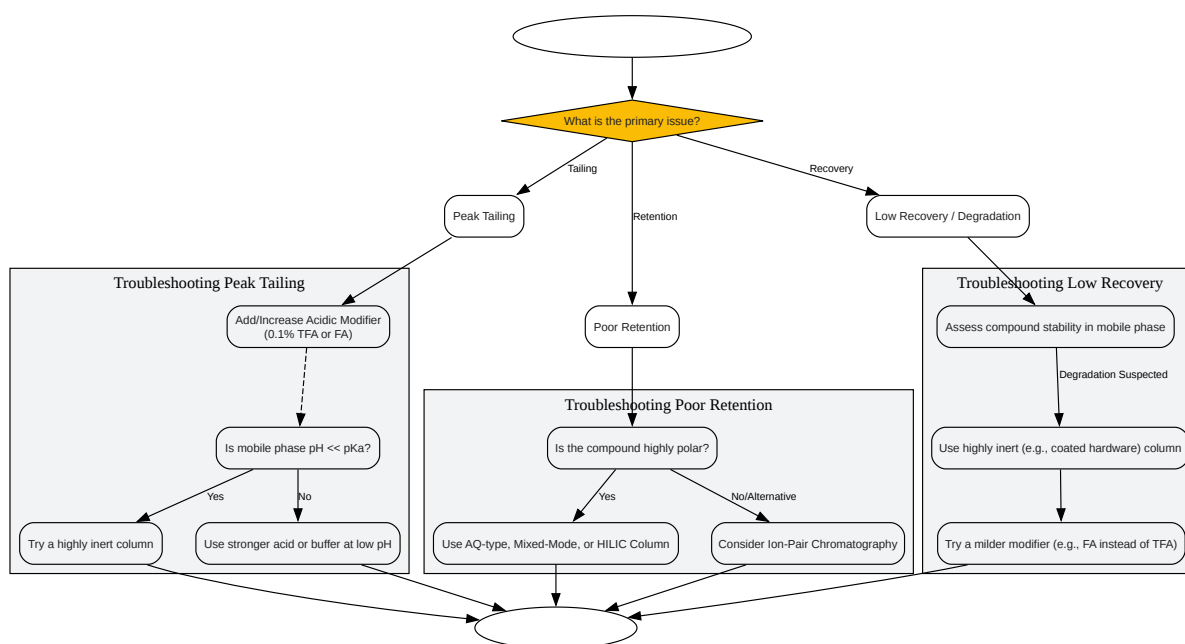 What is the primary issue?
Tailing
Recovery
Peak Tailing
Retention
Low Recovery / Degradation
Troubleshooting Peak Tailing
Troubleshooting Low Recovery
Add/Increase Acidic Modifier
(0.1% TFA or FA)
Poor Retention
Assess compound stability in mobile phase
Degradation Suspected
Troubleshooting Poor Retention
Is mobile phase pH << pKa?
Is the compound highly polar?
Use highly inert (e.g., coated hardware) column
Yes
No
Yes
No/Alternative
Try a highly inert column
Use stronger acid or buffer at low pH
Use AQ-type, Mixed-Mode, or HILIC Column
Consider Ion-Pair Chromatography
Try a milder modifier (e.g., FA instead of TFA)